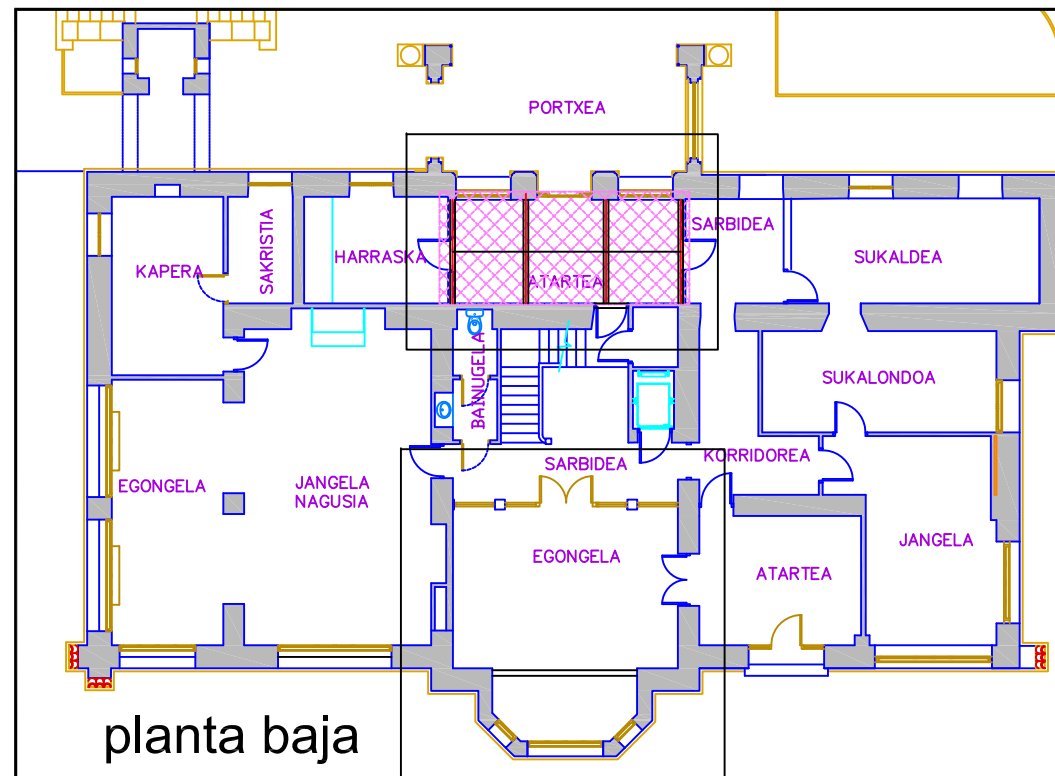 PORTXEA
SARBIDEA
SUKALDEA
HARRASKA
KAPERA
SAKRISTIA
ATARTEA
BAINUGELA
SUKALONDOA
SARBIDEA
KORRIDOREA
EGONGELA
JANGELA
NAGUSIA
JANGELA
EGONGELA
ATARTEA
planta baja